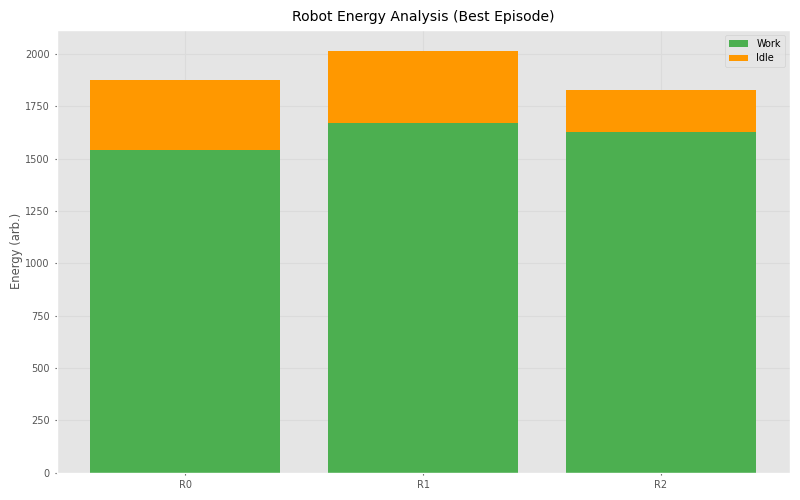 Robot Energy Analysis (Best Episode)
Work
Idle
Energy (arb.)
2000
1750
1500
1250
1000
750
500
250
0
R0
R1
R2